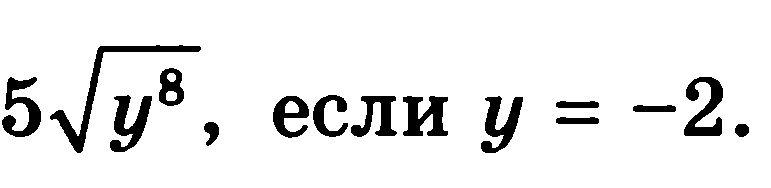 5√y⁸, если y = −2.